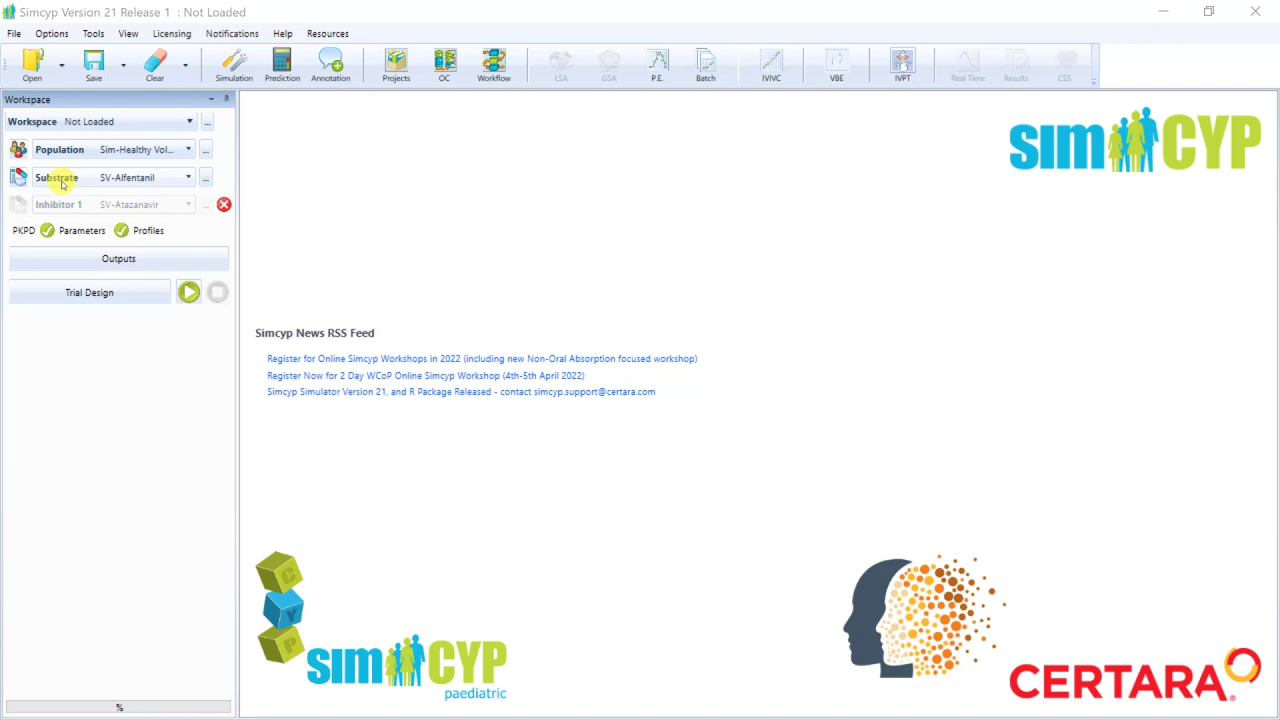 Simcyp Version 21 Release 1 : Not Loaded
File Options Tools View Licensing Notifications Help Resources
Open Save Clear Simulation Prediction Annotation Projects OC Workflow LSA GSA P.E. Batch IVIVC VBE IVPT Real Time Results CSS
Workspace
Workspace Not Loaded ...
Population Sim-Healthy Vol... ...
Substrate SV-Alfentanil ...
Inhibitor 1 SV-Atazanavir ...
PKPD Parameters Profiles
Outputs
Trial Design
%
simCYP
Simcyp News RSS Feed
Register for Online Simcyp Workshops in 2022 (including new Non-Oral Absorption focused workshop)
Register Now for 2 Day WCoP Online Simcyp Workshop (4th-5th April 2022)
Simcyp Simulator Version 21, and R Package Released - contact simcyp.support@certara.com
C
Y
P
simCYP
paediatric
CERTARA®